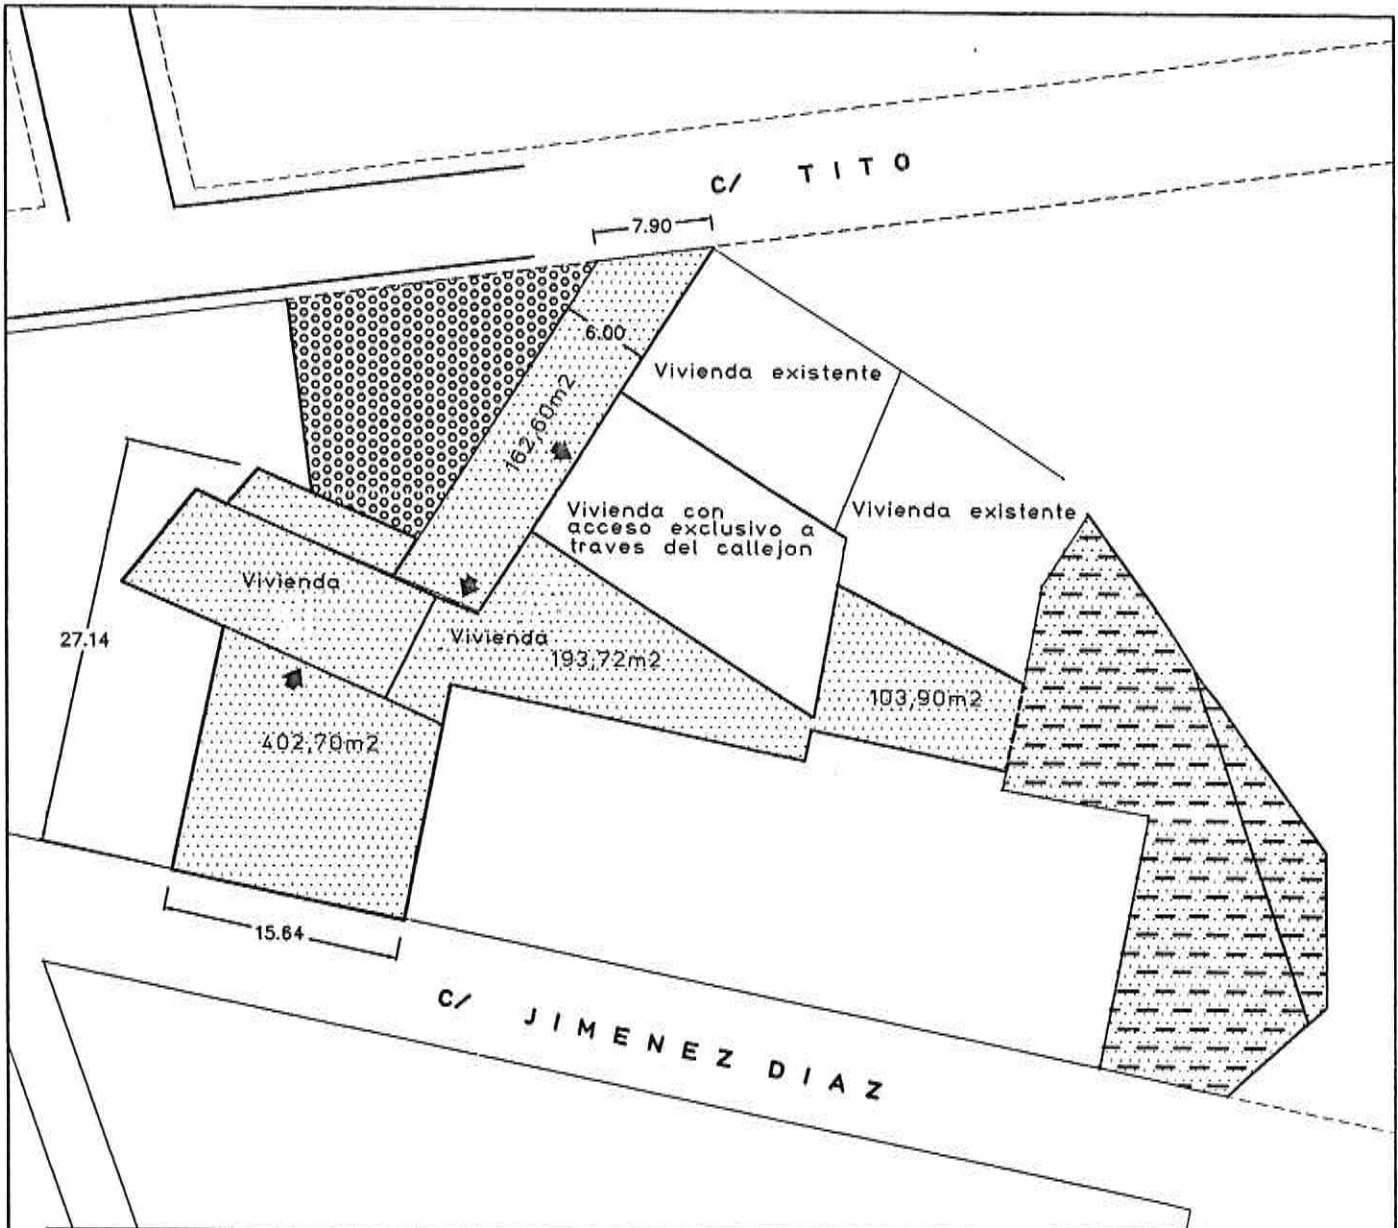 C/ TITO
7.90
6.00
Vivienda existente
162,60m2
Vivienda con
acceso exclusivo a
traves del callejon
Vivienda existente
Vivienda
27.14
Vivienda
193,72m2
103,90m2
402,70m2
15.64
C/ JIMENEZ DIAZ